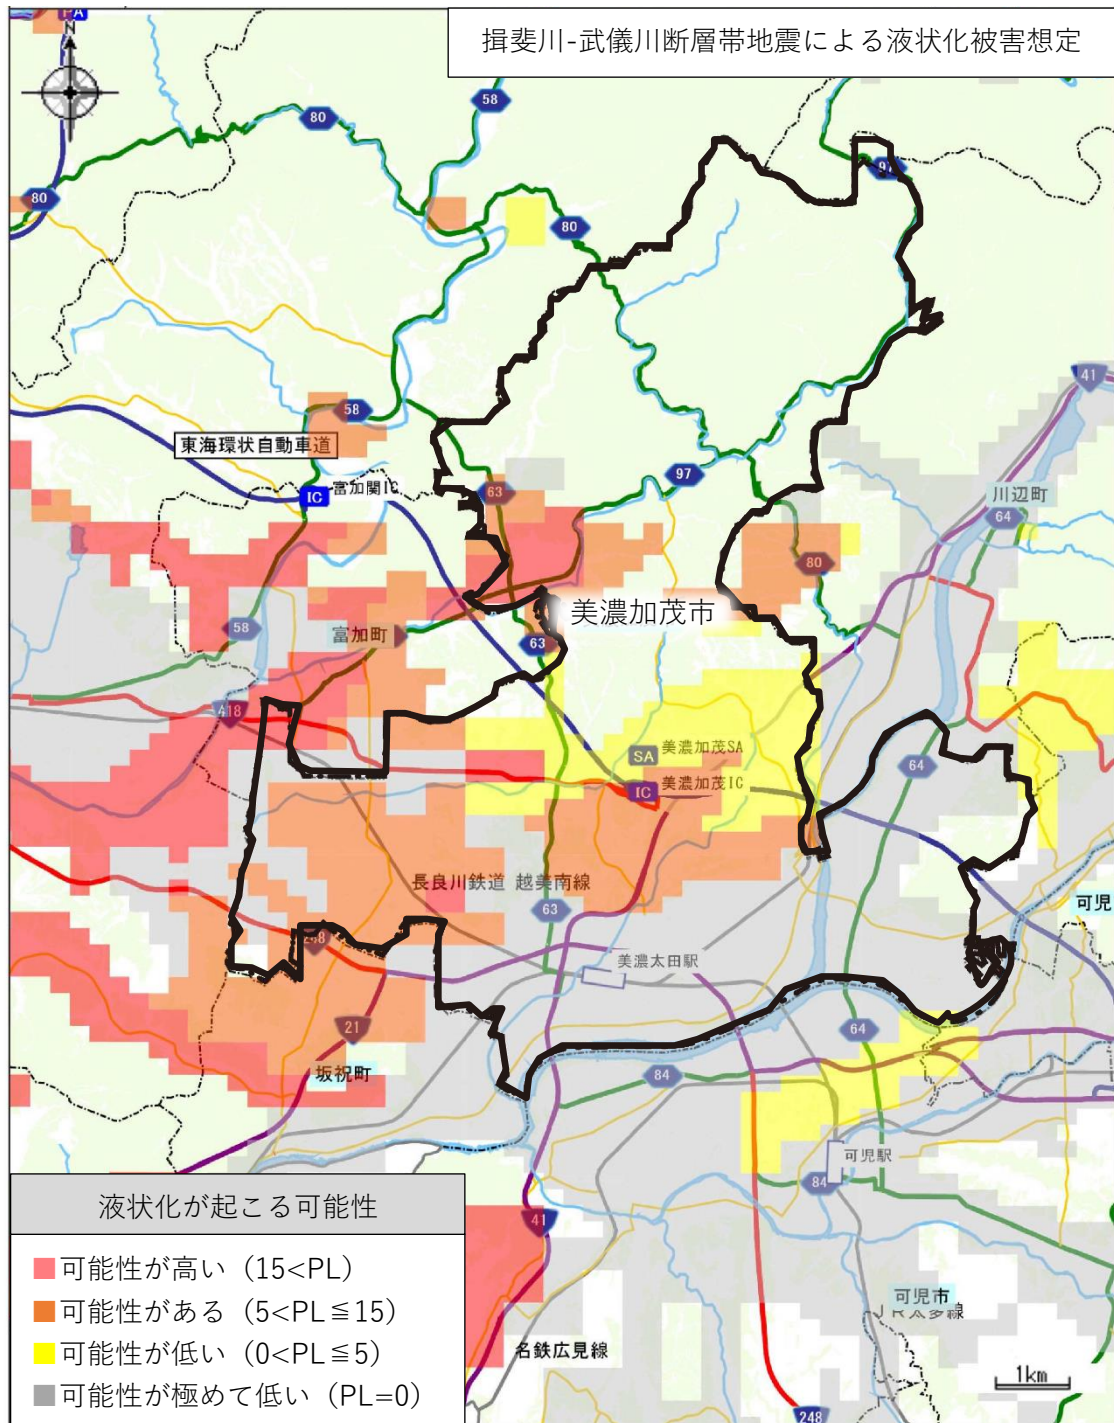 揖斐川-武儀川断層帯地震による液状化被害想定
PA
N
58
80
97
80
80
41
58
東海環状自動車道
IC
富加関IC
63
97
川辺町
64
80
58
富加町
美濃加茂市
63
418
SA
美濃加茂SA
64
IC
美濃加茂IC
長良川鉄道 越美南線
63
可児
248
美濃太田駅
21
64
坂祝町
84
可児駅
84
41
可児市
JR太多線
名鉄広見線
1km
248
液状化が起こる可能性
可能性が高い(15<PL)
可能性がある(5<PL≦15)
可能性が低い(0<PL≦5)
可能性が極めて低い(PL=0)